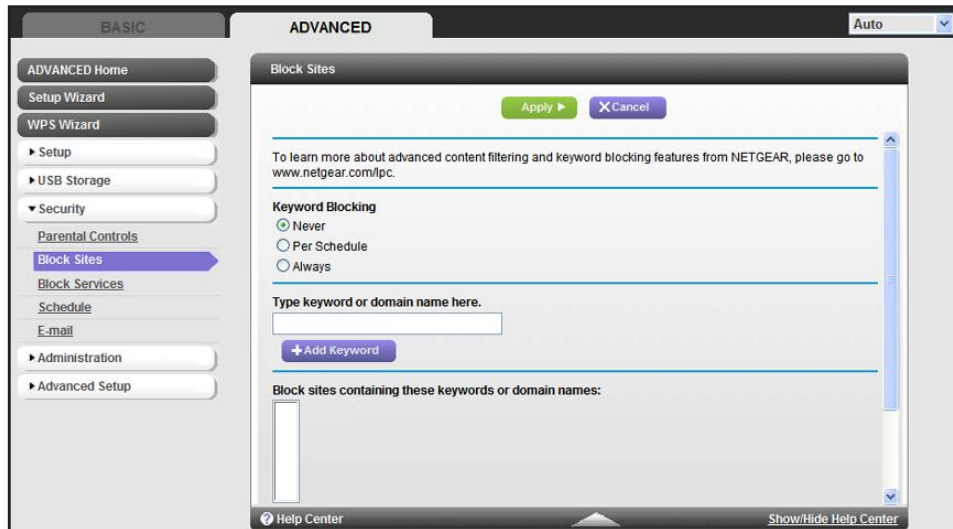 BASIC
ADVANCED
Auto
ADVANCED Home
Setup Wizard
WPS Wizard
Setup
USB Storage
Security
Parental Controls
Block Sites
Block Services
Schedule
E-mail
Administration
Advanced Setup
Block Sites
Apply
Cancel
To learn more about advanced content filtering and keyword blocking features from NETGEAR, please go to
www.netgear.com/lpc.
Keyword Blocking
Never
Per Schedule
Always
Type keyword or domain name here.
Add Keyword
Block sites containing these keywords or domain names:
Help Center
Show/Hide Help Center